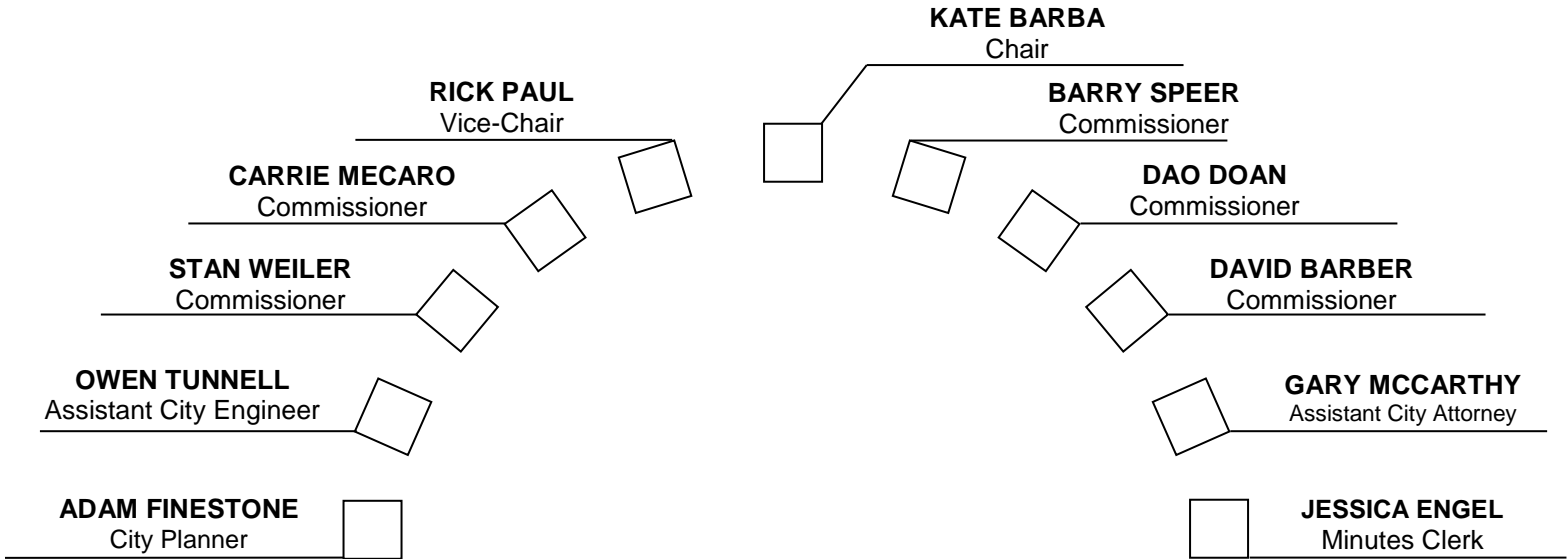 KATE BARBA
Chair
RICK PAUL
Vice-Chair
BARRY SPEER
Commissioner
CARRIE MECARO
Commissioner
DAO DOAN
Commissioner
STAN WEILER
Commissioner
DAVID BARBER
Commissioner
OWEN TUNNELL
Assistant City Engineer
GARY MCCARTHY
Assistant City Attorney
ADAM FINESTONE
City Planner
JESSICA ENGEL
Minutes Clerk